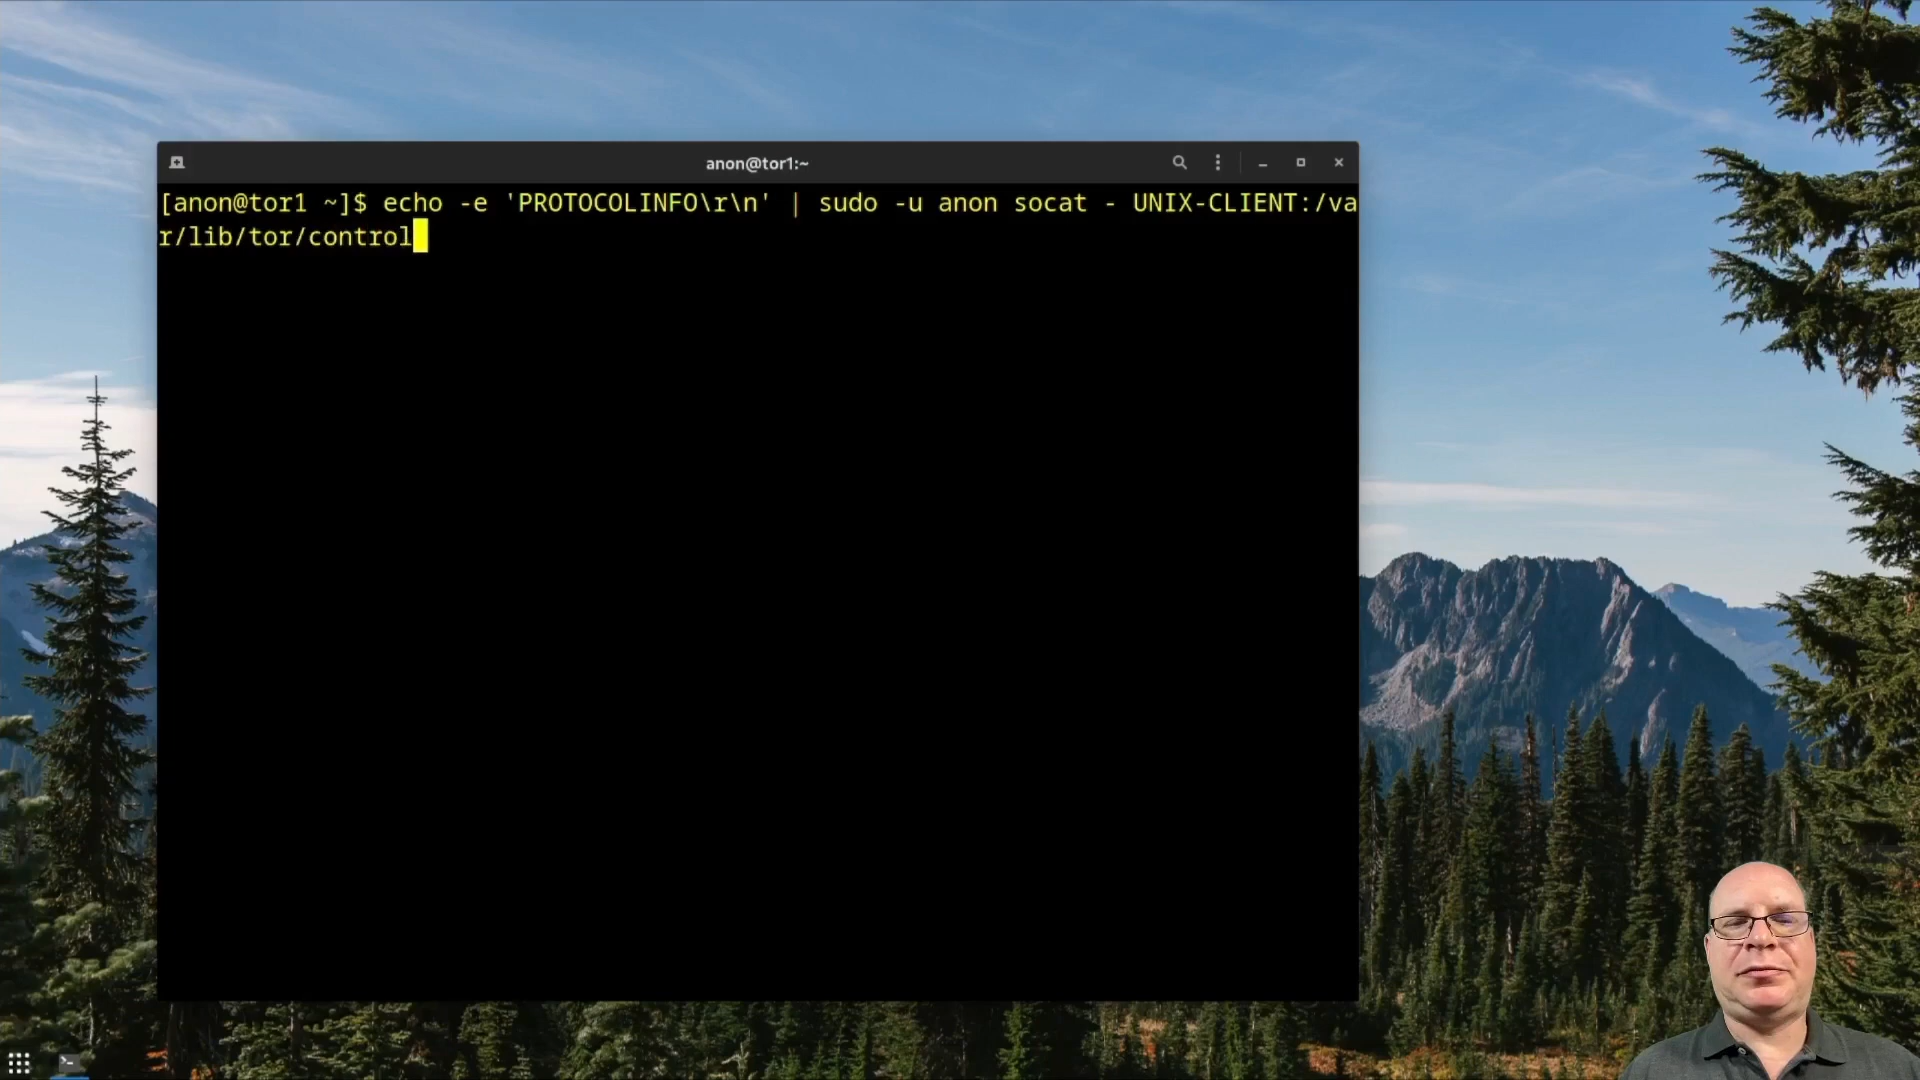 anon@tor1:~
[anon@tor1 ~]$ echo -e 'PROTOCOLINFO\r\n' | sudo -u anon socat - UNIX-CLIENT:/va
r/lib/tor/control